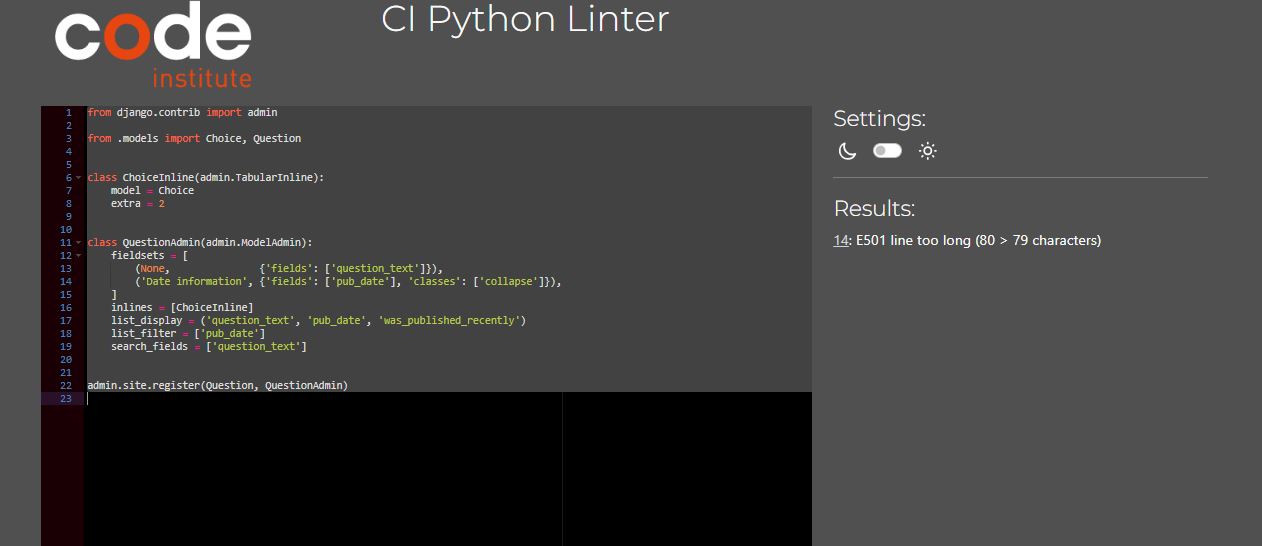 code
institute
CI Python Linter
1 from django.contrib import admin
2
3 from .models import Choice, Question
4
5
6 class ChoiceInline(admin.TabularInline):
7     model = Choice
8     extra = 2
9
10
11 class QuestionAdmin(admin.ModelAdmin):
12     fieldsets = [
13         (None,               {'fields': ['question_text']}),
14         ('Date information', {'fields': ['pub_date'], 'classes': ['collapse']}),
15     ]
16     inlines = [ChoiceInline]
17     list_display = ('question_text', 'pub_date', 'was_published_recently')
18     list_filter = ['pub_date']
19     search_fields = ['question_text']
20
21
22 admin.site.register(Question, QuestionAdmin)
23
Settings:
Results:
14: E501 line too long (80 > 79 characters)